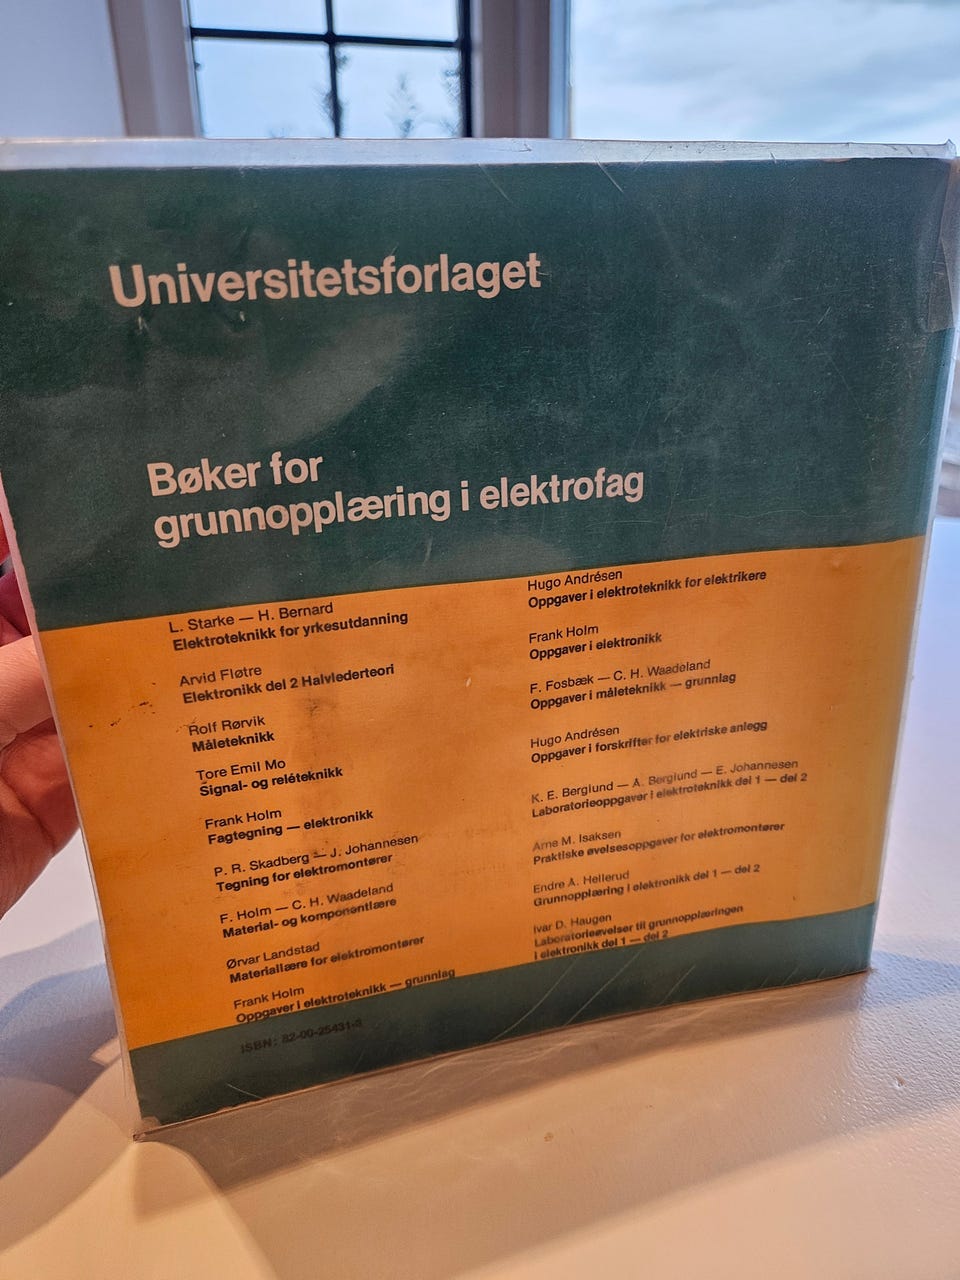 Universitetsforlaget
Bøker for
grunnopplæring i elektrofag
L. Starke — H. Bernard
Elektroteknikk for yrkesutdanning
Arvid Fløtre
Elektronikk del 2 Halvlederteori
Rolf Rørvik
Måleteknikk
Tore Emil Mo
Signal- og reléteknikk
Frank Holm
Fagtegning — elektronikk
P. R. Skadberg — J. Johannesen
Tegning for elektromontører
F. Holm — C. H. Waadeland
Material- og komponentlære
Ørvar Landstad
Materiallære for elektromontører
Frank Holm
Oppgaver i elektroteknikk — grunnlag
Hugo Andrésen
Oppgaver i elektroteknikk for elektrikere
Frank Holm
Oppgaver i elektronikk
F. Fosbæk — C. H. Waadeland
Oppgaver i måleteknikk — grunnlag
Hugo Andrésen
Oppgaver i forskrifter for elektriske anlegg
K. E. Berglund — A. Berglund — E. Johannesen
Laboratorieoppgaver i elektroteknikk del 1 — del 2
Arne M. Isaksen
Praktiske øvelsesoppgaver for elektromontører
Endre A. Hellerud
Grunnopplæring i elektronikk del 1 — del 2
Ivar D. Haugen
Laboratorieøvelser til grunnopplæringen
i elektronikk del 1 — del 2
ISBN: 82-00-25431-3